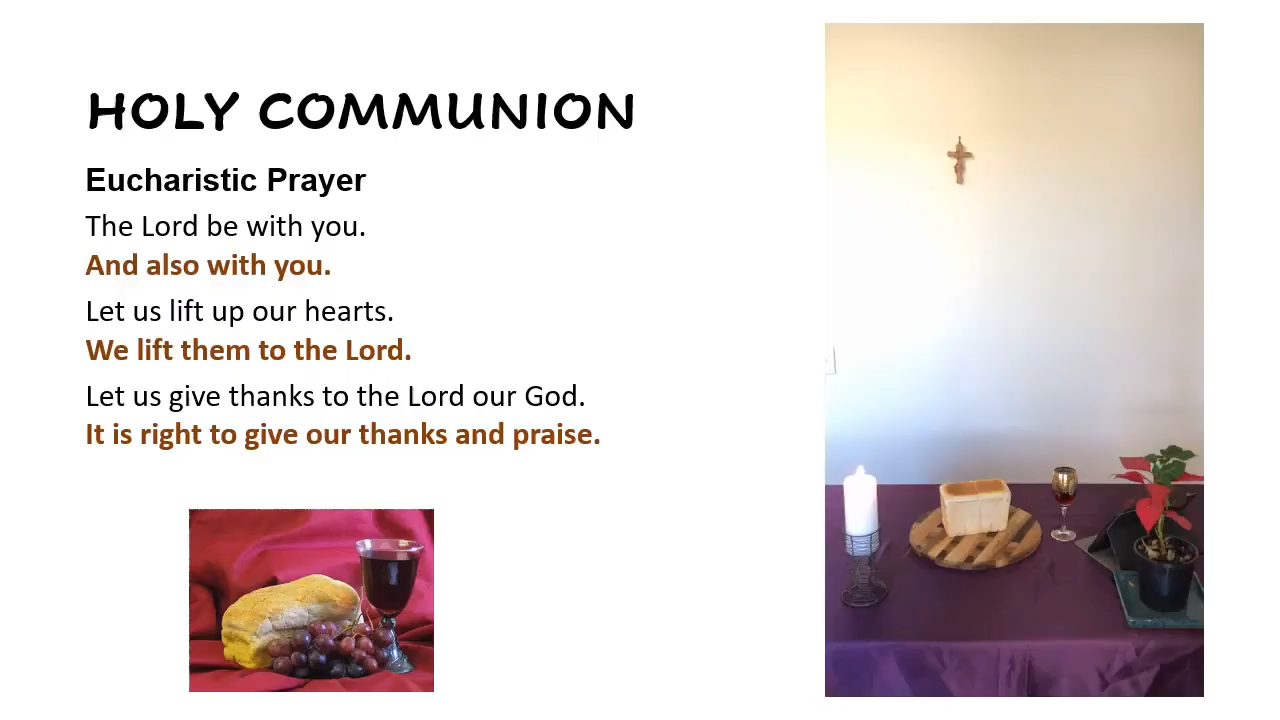 HOLY COMMUNION
Eucharistic Prayer
The Lord be with you.
And also with you.
Let us lift up our hearts.
We lift them to the Lord.
Let us give thanks to the Lord our God.
It is right to give our thanks and praise.